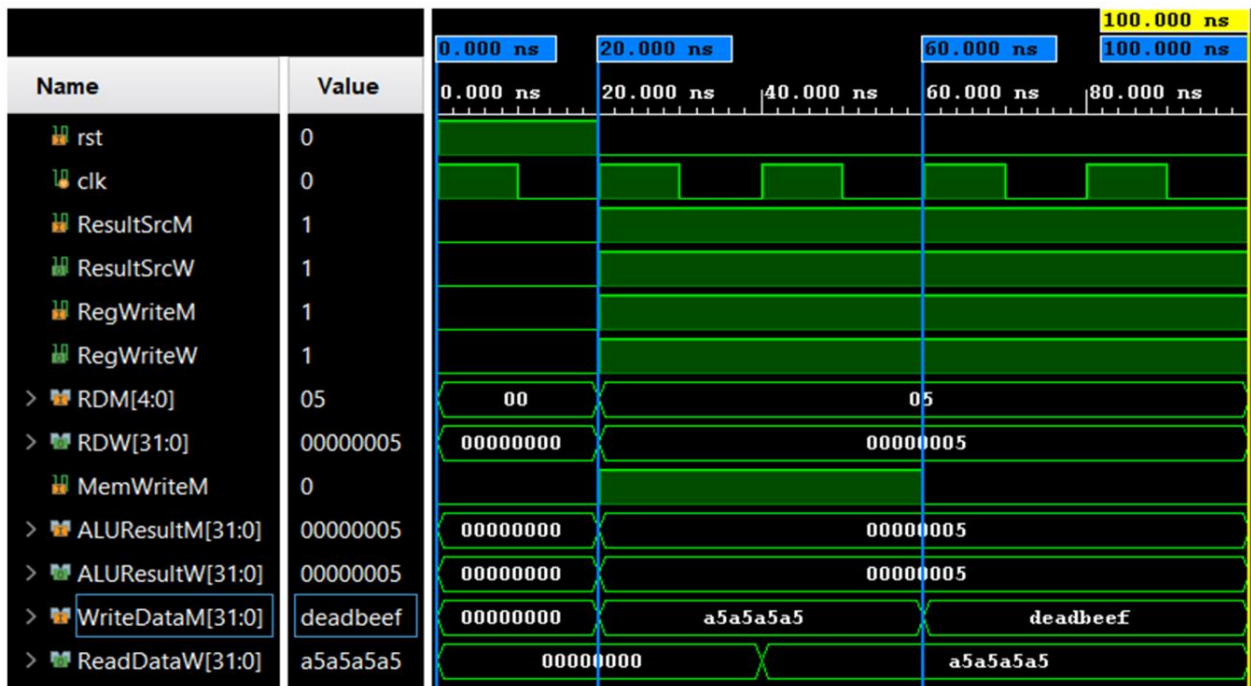 100.000 ns
0.000 ns 20.000 ns 60.000 ns 100.000 ns
Name Value 0.000 ns 20.000 ns 40.000 ns 60.000 ns 80.000 ns
rst 0
clk 0
ResultSrcM 1
ResultSrcW 1
RegWriteM 1
RegWriteW 1
> RDM[4:0] 05 00 05
> RDW[31:0] 00000005 00000000 00000005
MemWriteM 0
> ALUResultM[31:0] 00000005 00000000 00000005
> ALUResultW[31:0] 00000005 00000000 00000005
> WriteDataM[31:0] deadbeef 00000000 a5a5a5a5 deadbeef
> ReadDataW[31:0] a5a5a5a5 00000000 a5a5a5a5